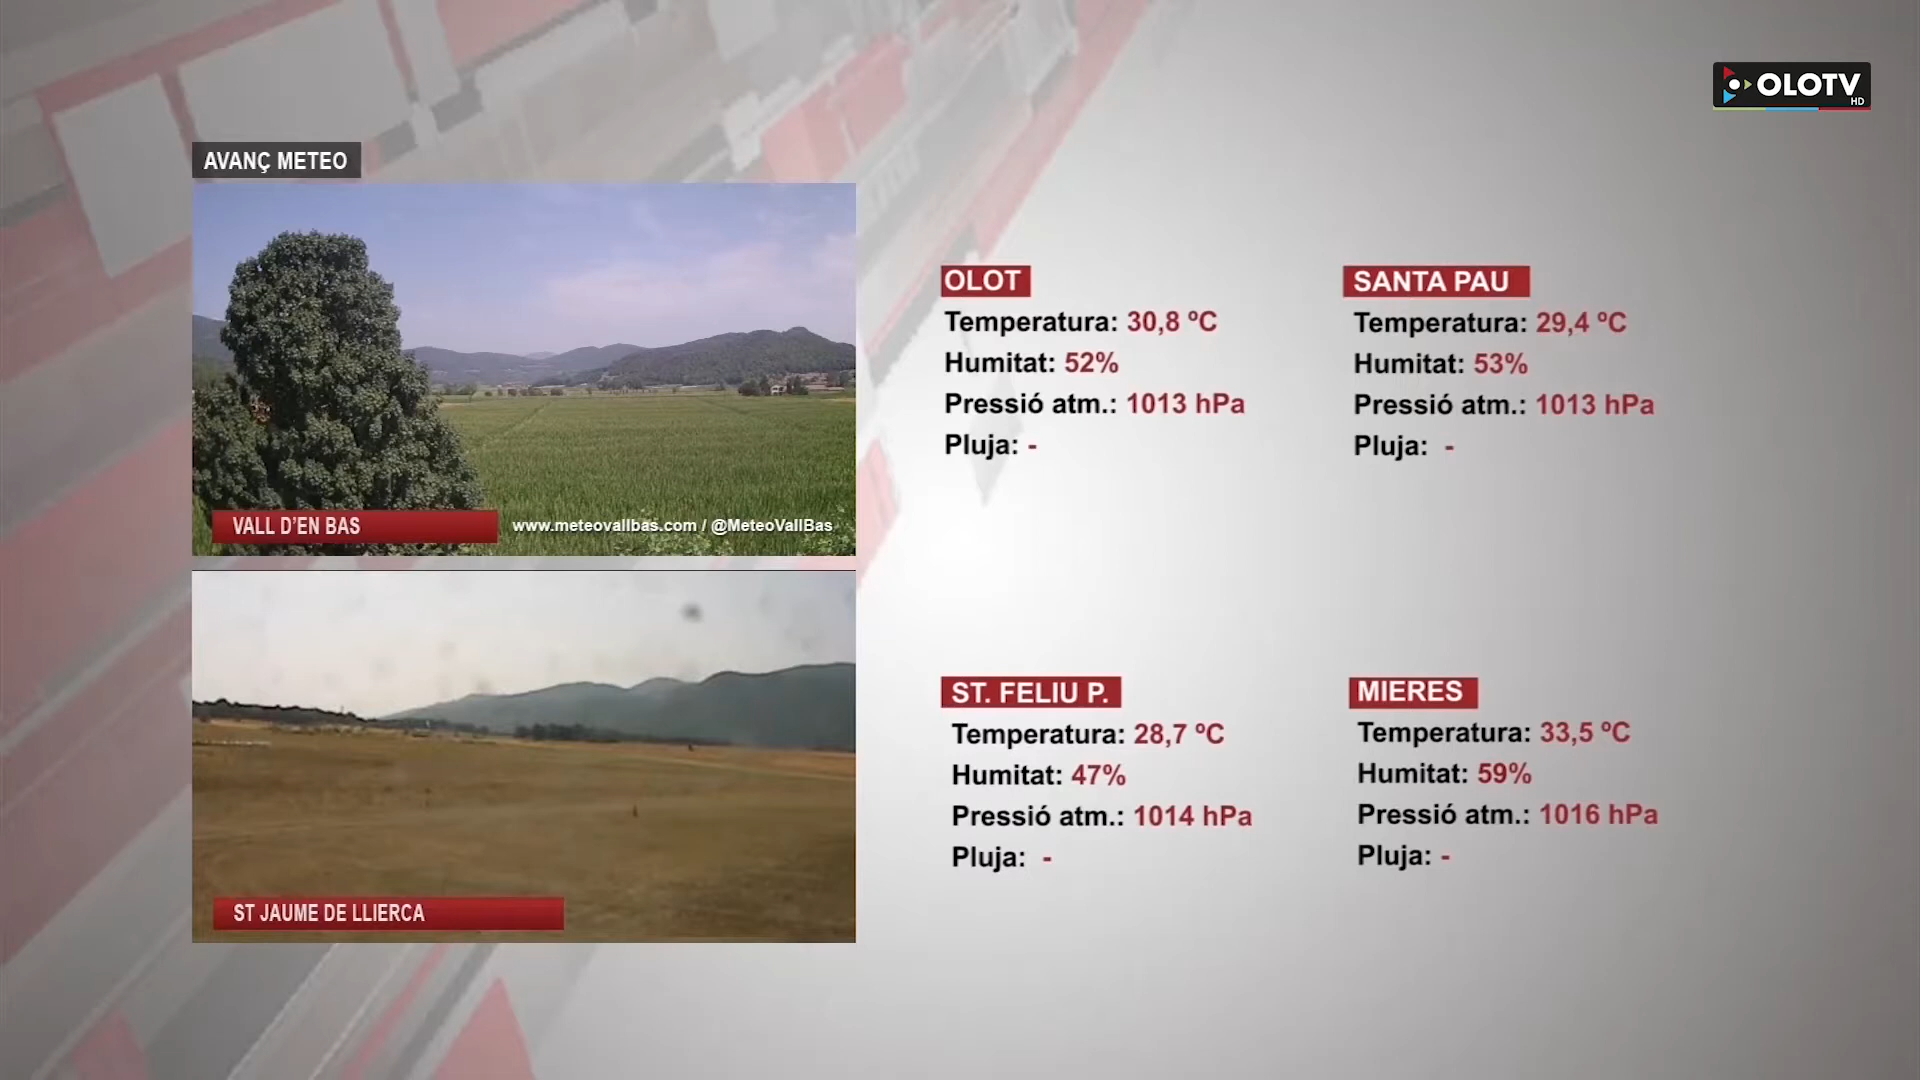 OLOTV
HD
AVANÇ METEO
VALL D'EN BAS
www.meteovallbas.com / @MeteoVallBas
ST JAUME DE LLIERCA
OLOT
Temperatura: 30,8 ºC
Humitat: 52%
Pressió atm.: 1013 hPa
Pluja: -
SANTA PAU
Temperatura: 29,4 ºC
Humitat: 53%
Pressió atm.: 1013 hPa
Pluja: -
ST. FELIU P.
Temperatura: 28,7 ºC
Humitat: 47%
Pressió atm.: 1014 hPa
Pluja: -
MIERES
Temperatura: 33,5 ºC
Humitat: 59%
Pressió atm.: 1016 hPa
Pluja: -